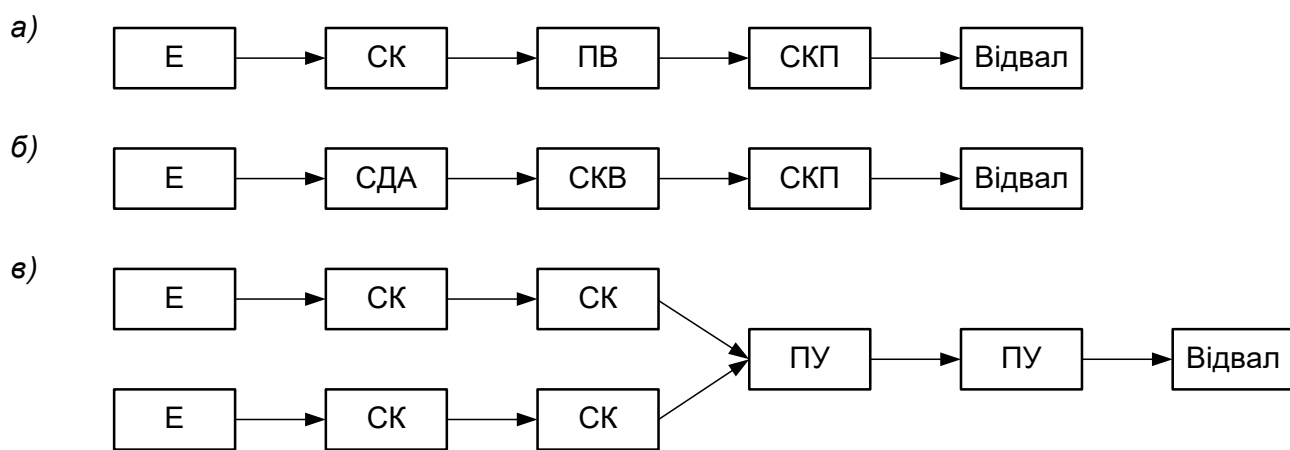 а)
Е СК ПВ СКП Відвал
б)
Е СДА СКВ СКП Відвал
в)
Е СК СК
ПУ ПУ Відвал
Е СК СК